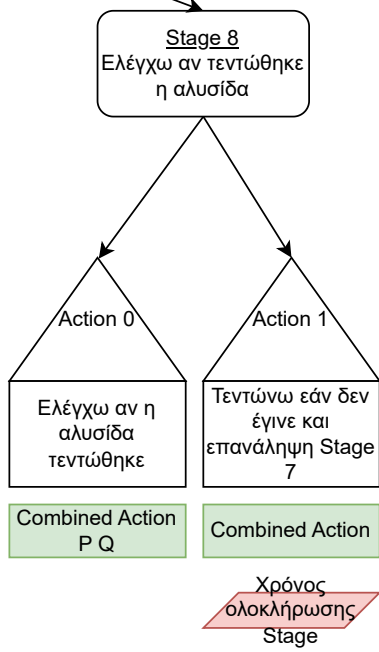 Stage 8
Ελέγχω αν τεντώθηκε
η αλυσίδα
Action 0
Action 1
Ελέγχω αν η
αλυσίδα
τεντώθηκε
Τεντώνω εάν δεν
έγινε και
επανάληψη Stage
7
Combined Action
P Q
Combined Action
Χρόνος
ολοκλήρωσης
Stage